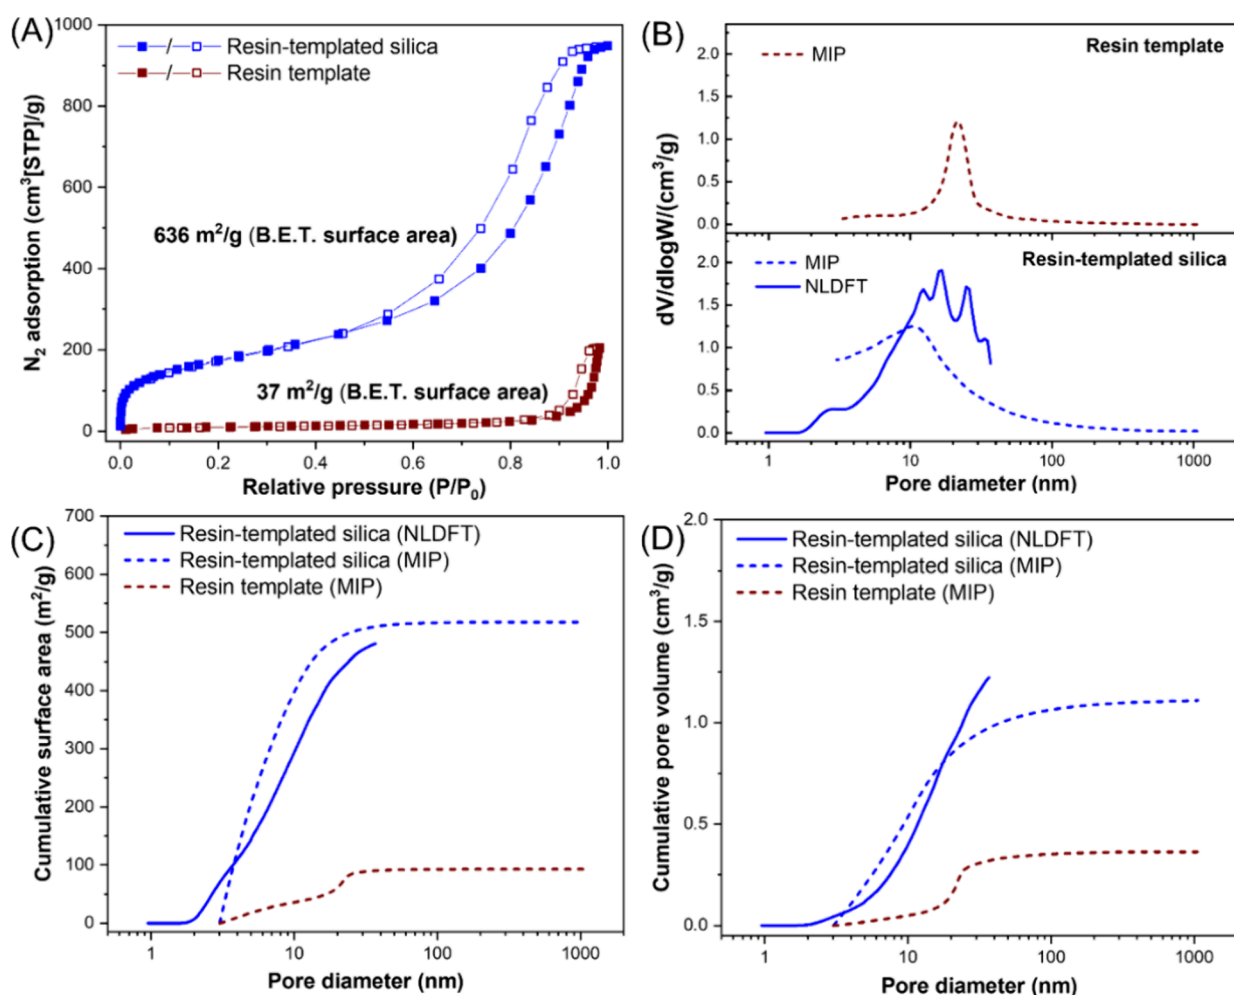 (A)
1000
800
600
400
200
0
N₂ adsorption (cm³[STP]/g)
/ Resin-templated silica
/ Resin template
636 m²/g (B.E.T. surface area)
37 m²/g (B.E.T. surface area)
0.0 0.2 0.4 0.6 0.8 1.0
Relative pressure (P/P₀)
(B)
2.0
1.5
1.0
0.5
0.0
MIP
Resin template
dV/dlogW/(cm³/g)
2.0
1.5
1.0
0.5
0.0
MIP
NLDFT
Resin-templated silica
1 10 100 1000
Pore diameter (nm)
(C)
700
600
500
400
300
200
100
0
Cumulative surface area (m²/g)
Resin-templated silica (NLDFT)
Resin-templated silica (MIP)
Resin template (MIP)
1 10 100 1000
Pore diameter (nm)
(D)
2.0
1.5
1.0
0.5
0.0
Cumulative pore volume (cm³/g)
Resin-templated silica (NLDFT)
Resin-templated silica (MIP)
Resin template (MIP)
1 10 100 1000
Pore diameter (nm)